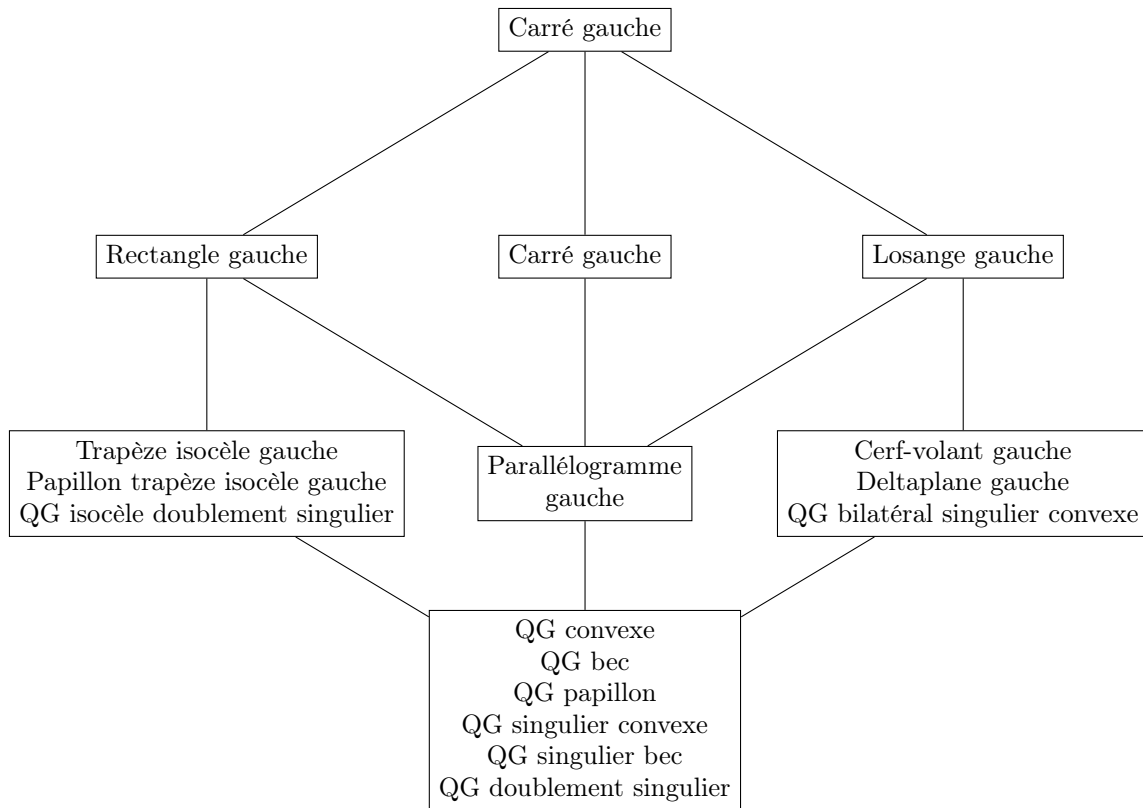 Carré gauche
Rectangle gauche
Carré gauche
Losange gauche
Trapèze isocèle gauche
Papillon trapèze isocèle gauche
QG isocèle doublement singulier
Parallélogramme
gauche
Cerf-volant gauche
Deltaplane gauche
QG bilatéral singulier convexe
QG convexe
QG bec
QG papillon
QG singulier convexe
QG singulier bec
QG doublement singulier